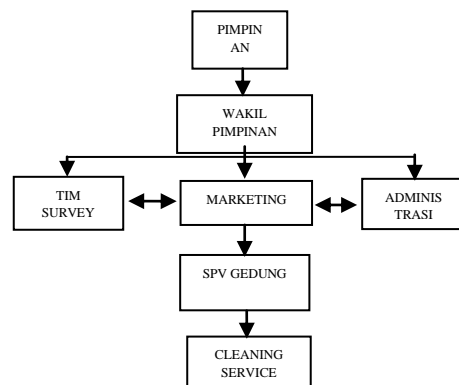 PIMPIN
AN
WAKIL
PIMPINAN
TIM
SURVEY
MARKETING
ADMINIS
TRASI
SPV GEDUNG
CLEANING
SERVICE